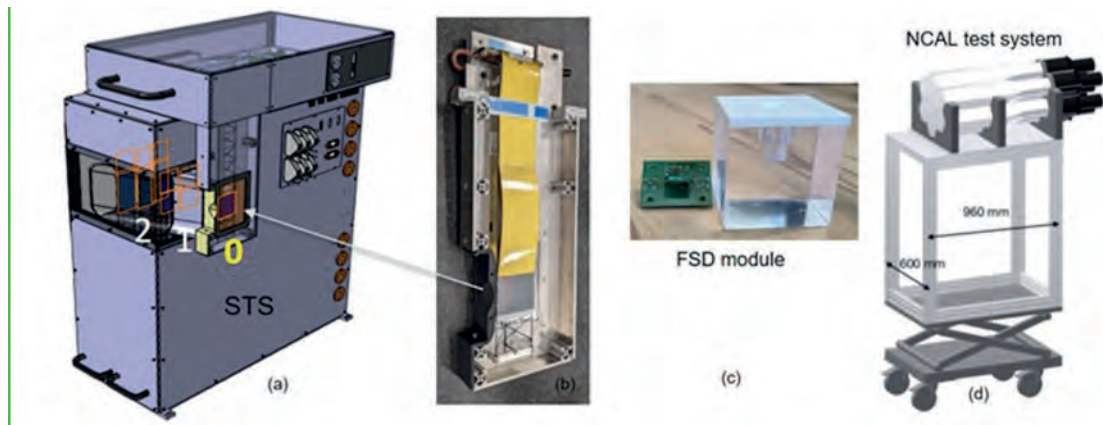 NCAL test system
2
1
0
STS
FSD module
960 mm
600 mm
(a)
(b)
(c)
(d)